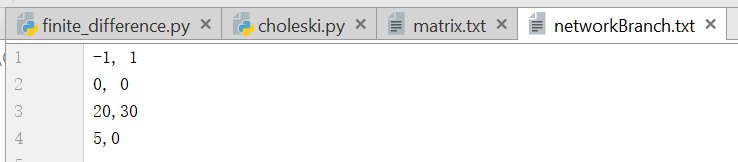 finite_difference.py × choleski.py × matrix.txt × networkBranch.txt ×
1 -1, 1
2 0, 0
3 20,30
4 5,0